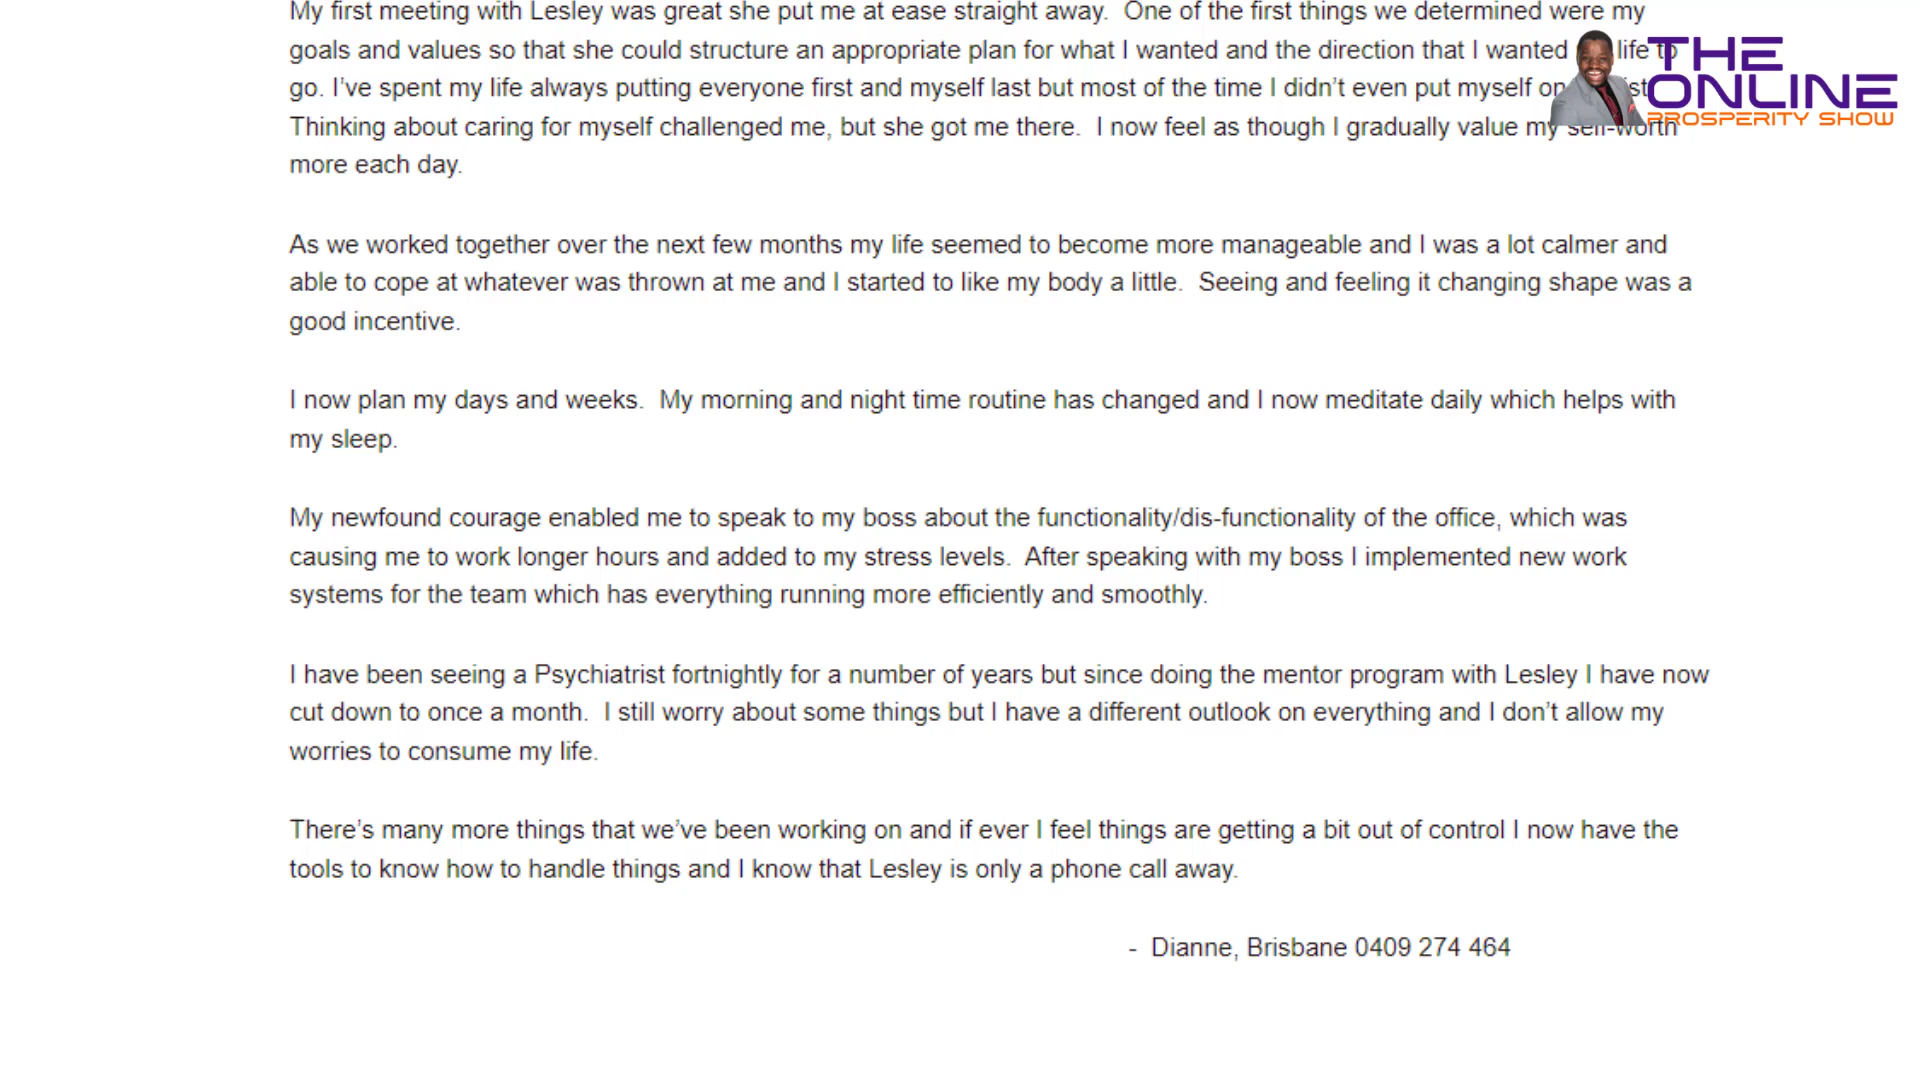 My first meeting with Lesley was great she put me at ease straight away. One of the first things we determined were my
goals and values so that she could structure an appropriate plan for what I wanted and the direction that I wanted life to
go. I've spent my life always putting everyone first and myself last but most of the time I didn't even put myself on
Thinking about caring for myself challenged me, but she got me there. I now feel as though I gradually value my self-worth
more each day.
As we worked together over the next few months my life seemed to become more manageable and I was a lot calmer and
able to cope at whatever was thrown at me and I started to like my body a little. Seeing and feeling it changing shape was a
good incentive.
I now plan my days and weeks. My morning and night time routine has changed and I now meditate daily which helps with
my sleep.
My newfound courage enabled me to speak to my boss about the functionality/dis-functionality of the office, which was
causing me to work longer hours and added to my stress levels. After speaking with my boss I implemented new work
systems for the team which has everything running more efficiently and smoothly.
I have been seeing a Psychiatrist fortnightly for a number of years but since doing the mentor program with Lesley I have now
cut down to once a month. I still worry about some things but I have a different outlook on everything and I don't allow my
worries to consume my life.
There's many more things that we've been working on and if ever I feel things are getting a bit out of control I now have the
tools to know how to handle things and I know that Lesley is only a phone call away.
- Dianne, Brisbane 0409 274 464
THE
ONLINE
PROSPERITY SHOW